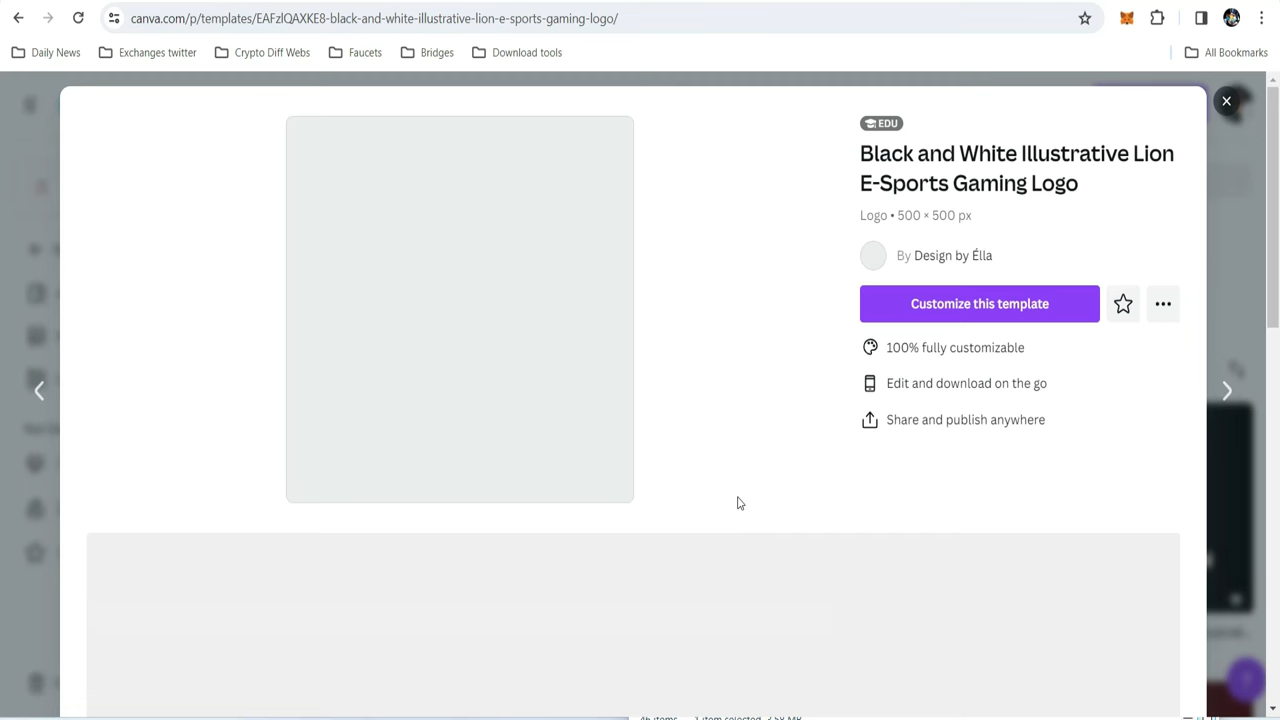 canva.com/p/templates/EAFzlQAXKE8-black-and-white-illustrative-lion-e-sports-gaming-logo/
Daily News
Exchanges twitter
Crypto Diff Webs
Faucets
Bridges
Download tools
All Bookmarks
EDU
Black and White Illustrative Lion
E-Sports Gaming Logo
Logo • 500 × 500 px
By Design by Élla
Customize this template
100% fully customizable
Edit and download on the go
Share and publish anywhere